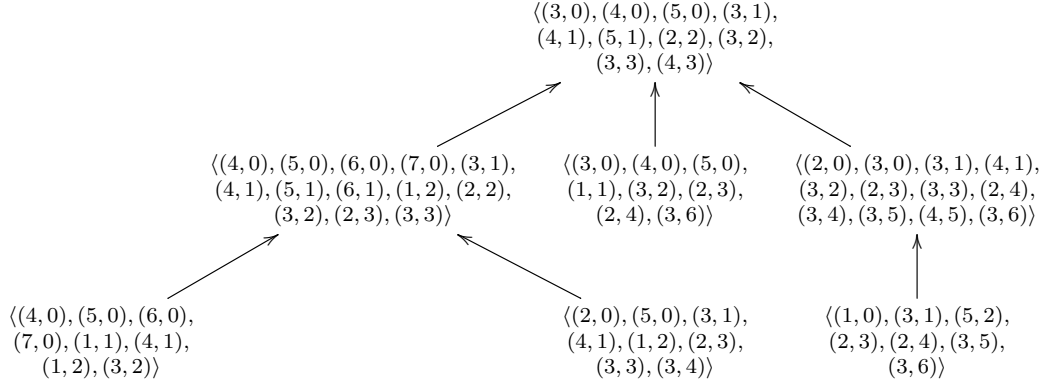 ⟨(3, 0), (4, 0), (5, 0), (3, 1),
(4, 1), (5, 1), (2, 2), (3, 2),
(3, 3), (4, 3)⟩
⟨(4, 0), (5, 0), (6, 0), (7, 0), (3, 1),
(4, 1), (5, 1), (6, 1), (1, 2), (2, 2),
(3, 2), (2, 3), (3, 3)⟩
⟨(3, 0), (4, 0), (5, 0),
(1, 1), (3, 2), (2, 3),
(2, 4), (3, 6)⟩
⟨(2, 0), (3, 0), (3, 1), (4, 1),
(3, 2), (2, 3), (3, 3), (2, 4),
(3, 4), (3, 5), (4, 5), (3, 6)⟩
⟨(4, 0), (5, 0), (6, 0),
(7, 0), (1, 1), (4, 1),
(1, 2), (3, 2)⟩
⟨(2, 0), (5, 0), (3, 1),
(4, 1), (1, 2), (2, 3),
(3, 3), (3, 4)⟩
⟨(1, 0), (3, 1), (5, 2),
(2, 3), (2, 4), (3, 5),
(3, 6)⟩